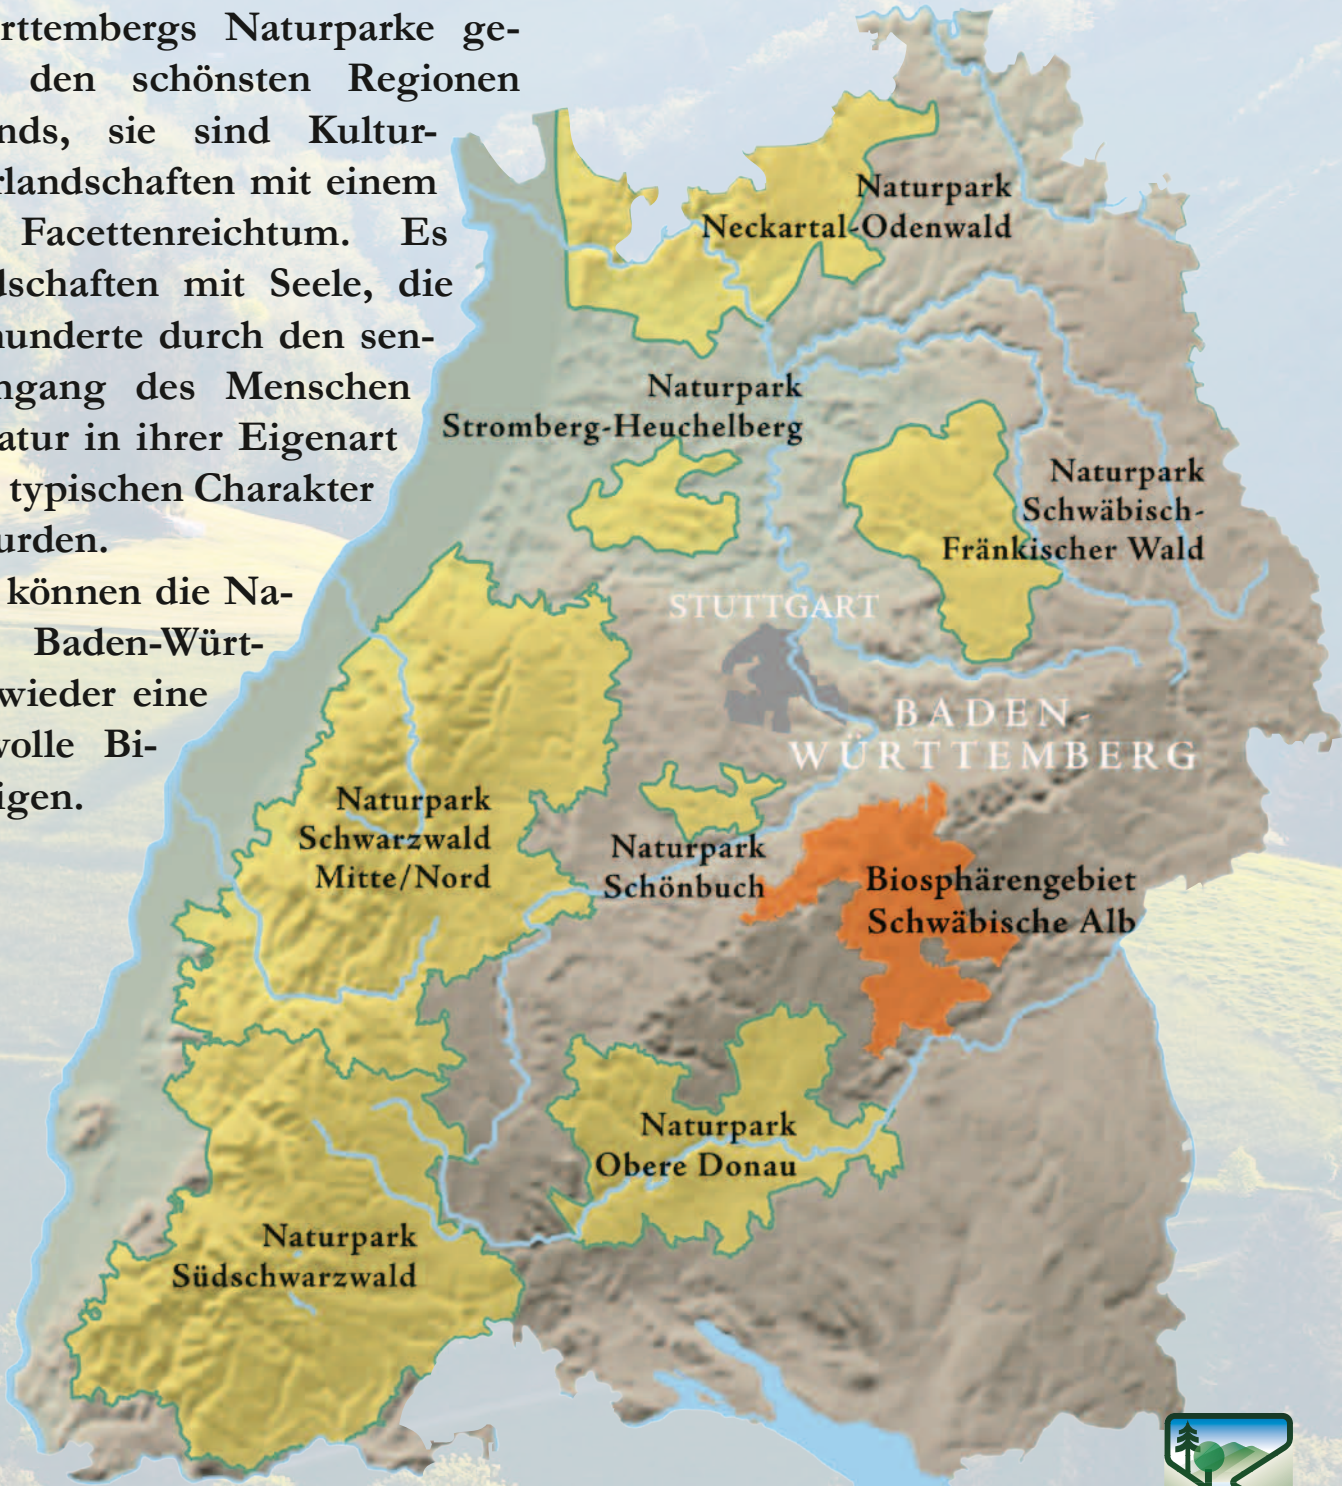 rttembergs Naturparke ge-
den schönsten Regionen
nds, sie sind Kultur-
rlandschaften mit einem
Facettenreichtum. Es
dschaften mit Seele, die
hunderte durch den sen-
ngang des Menschen
atur in ihrer Eigenart
typischen Charakter
urden.
können die Na-
Baden-Würt-
wieder eine
volle Bi-
igen.
Naturpark
Neckartal-Odenwald
Naturpark
Stromberg-Heuchelberg
Naturpark
Schwäbisch-
Fränkischer Wald
STUTTGART
BADEN-
WÜRTTEMBERG
Naturpark
Schwarzwald
Mitte/Nord
Naturpark
Schönbuch
Biosphärengebiet
Schwäbische Alb
Naturpark
Obere Donau
Naturpark
Südschwarzwald